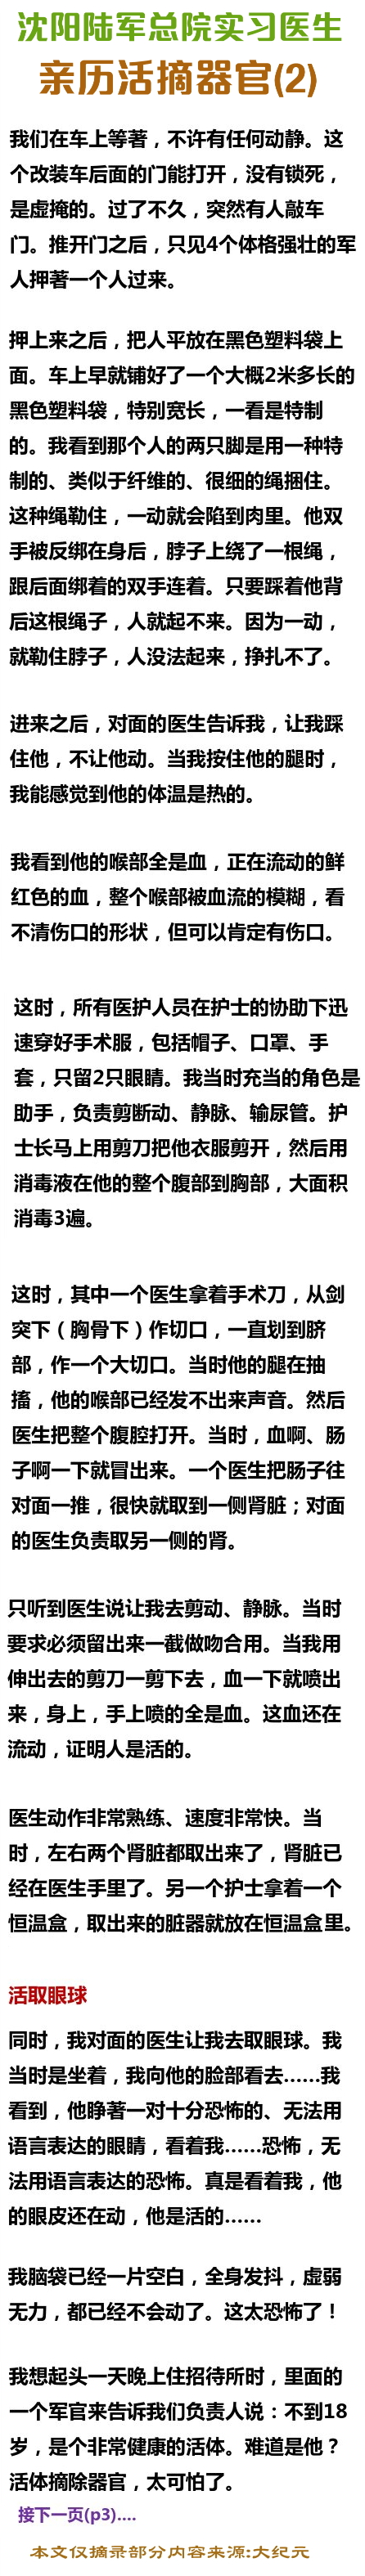 沈阳陆军总院实习医生
亲历活摘器官(2)
我们在车上等著，不许有任何动静。这
个改装车后面的门能打开，没有锁死，
是虚掩的。过了不久，突然有人敲车
门。推开门之后，只见4个体格强壮的军
人押著一个人过来。
押上来之后，把人平放在黑色塑料袋上
面。车上早就铺好了一个大概2米多长的
黑色塑料袋，特别宽长，一看是特制
的。我看到那个人的两只脚是用一种特
制的、类似于纤维的、很细的绳捆住。
这种绳勒住，一动就会陷到肉里。他双
手被反绑在身后，脖子上绕了一根绳，
跟后面绑着的双手连着。只要踩着他背
后这根绳子，人就起不来。因为一动，
就勒住脖子，人没法起来，挣扎不了。
进来之后，对面的医生告诉我，让我踩
住他，不让他动。当我按住他的腿时，
我能感觉到他的体温是热的。
我看到他的喉部全是血，正在流动的鲜
红色的血，整个喉部被血流的模糊，看
不清伤口的形状，但可以肯定有伤口。
这时，所有医护人员在护士的协助下迅
速穿好手术服，包括帽子、口罩、手
套，只留2只眼睛。我当时充当的角色是
助手，负责剪断动、静脉、输尿管。护
士长马上用剪刀把他衣服剪开，然后用
消毒液在他的整个腹部到胸部，大面积
消毒3遍。
这时，其中一个医生拿着手术刀，从剑
突下（胸骨下）作切口，一直划到脐
部，作一个大切口。当时他的腿在抽
搐，他的喉部已经发不出来声音。然后
医生把整个腹腔打开。当时，血啊、肠
子啊一下就冒出来。一个医生把肠子往
对面一推，很快就取到一侧肾脏；对面
的医生负责取另一侧的肾。
只听到医生说让我去剪动、静脉。当时
要求必须留出来一截做吻合用。当我用
伸出去的剪刀一剪下去，血一下就喷出
来，身上，手上喷的全是血。这血还在
流动，证明人是活的。
医生动作非常熟练、速度非常快。当
时，左右两个肾脏都取出来了，肾脏已
经在医生手里了。另一个护士拿着一个
恒温盒，取出来的脏器就放在恒温盒里。
活取眼球
同时，我对面的医生让我去取眼球。我
当时是坐着，我向他的脸部看去……我
看到，他睁著一对十分恐怖的、无法用
语言表达的眼睛，看着我……恐怖，无
法用语言表达的恐怖。真是看着我，他
的眼皮还在动，他是活的……
我脑袋已经一片空白，全身发抖，虚弱
无力，都已经不会动了。这太恐怖了！
我想起头一天晚上住招待所时，里面的
一个军官来告诉我们负责人说：不到18
岁，是个非常健康的活体。难道是他？
活体摘除器官，太可怕了。
接下一页(p3)....
本文仅摘录部分内容来源:大纪元